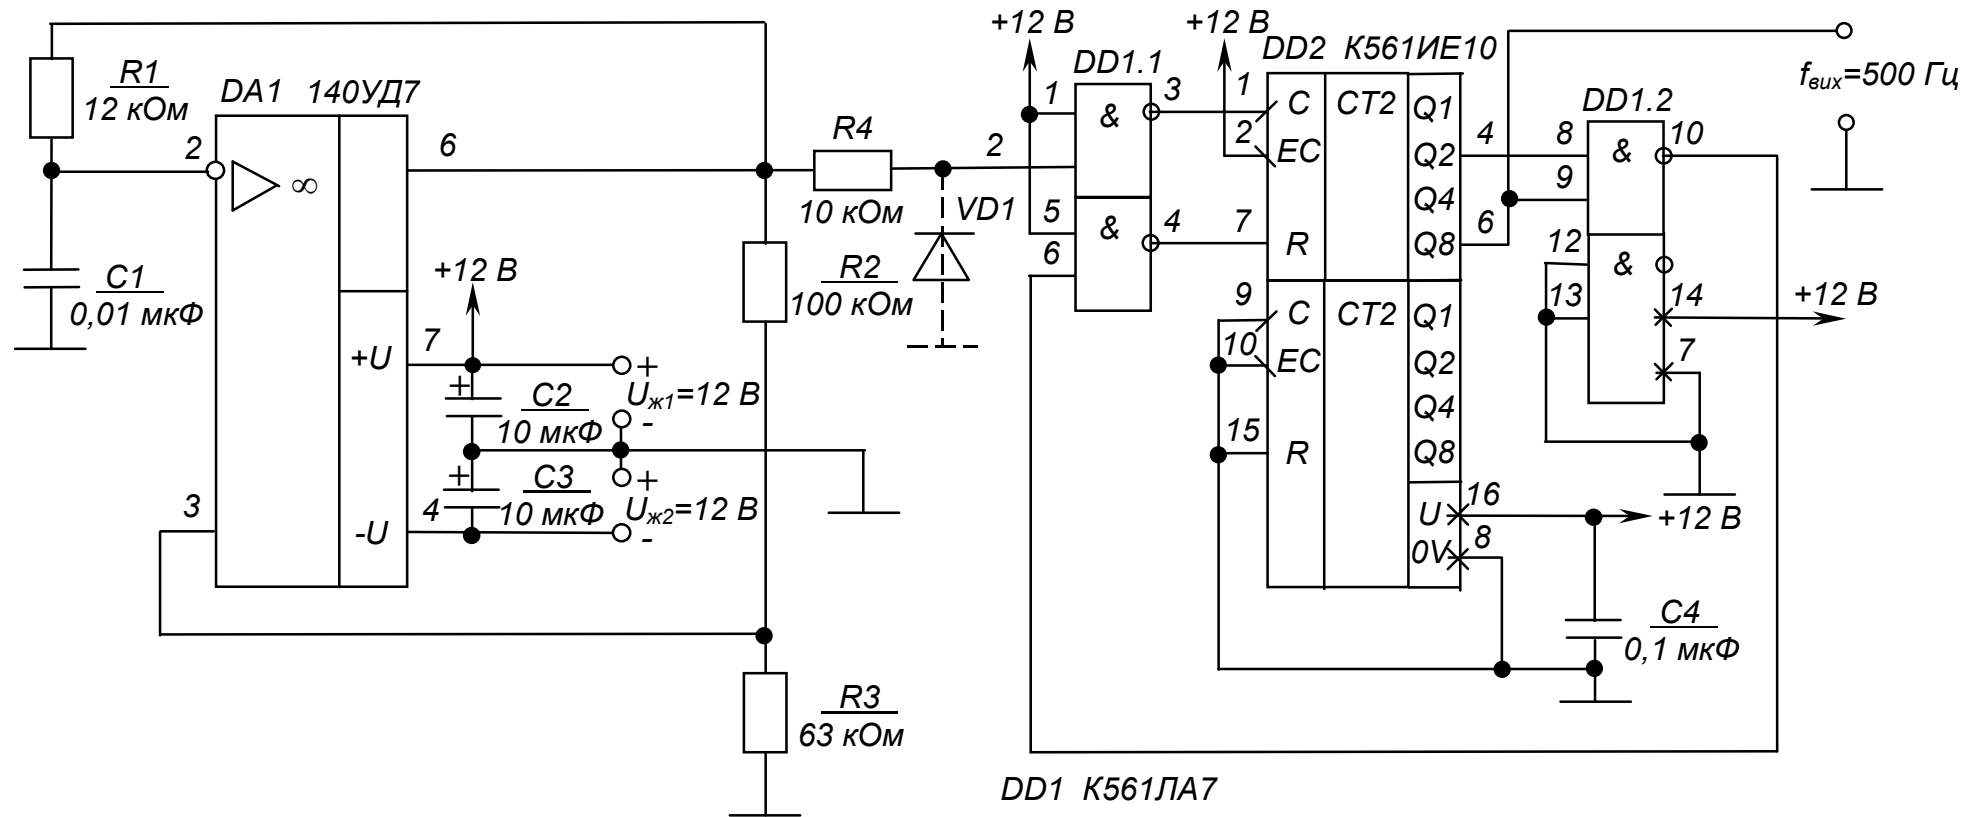 R1
12 кОм
DA1 140УД7
2
6
∞
C1
0,01 мкФ
+12 В
7
+U
+
C2
10 мкФ
+
Uж1=12 В
-
+
C3
10 мкФ
+
Uж2=12 В
-
3
4
-U
R4
10 кОм
R2
100 кОм
VD1
R3
63 кОм
+12 В
DD1.1
1
&
3
2
5
&
4
6
+12 В
DD2 К561ИЕ10
1
C
CT2
Q1
2
EC
Q2
4
Q4
7
R
Q8
6
9
C
CT2
Q1
10
EC
Q2
Q4
15
R
Q8
U
16
0V
8
+12 В
C4
0,1 мкФ
DD1.2
8
&
10
9
12
&
13
14
7
+12 В
fвих=500 Гц
DD1 К561ЛА7